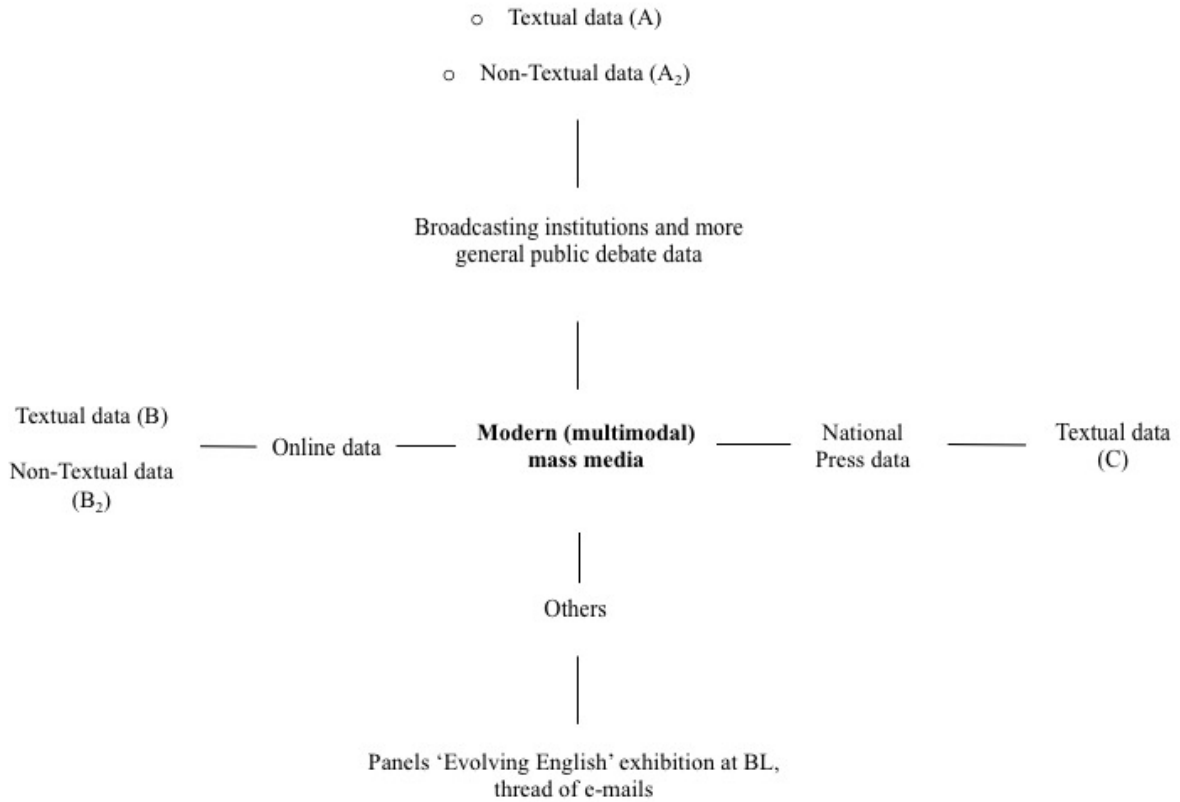 ○ Textual data (A)
○ Non-Textual data (A₂)
Broadcasting institutions and more
general public debate data
Textual data (B)
Non-Textual data
(B₂)
Online data
Modern (multimodal)
mass media
National
Press data
Textual data
(C)
Others
Panels ‘Evolving English’ exhibition at BL,
thread of e-mails